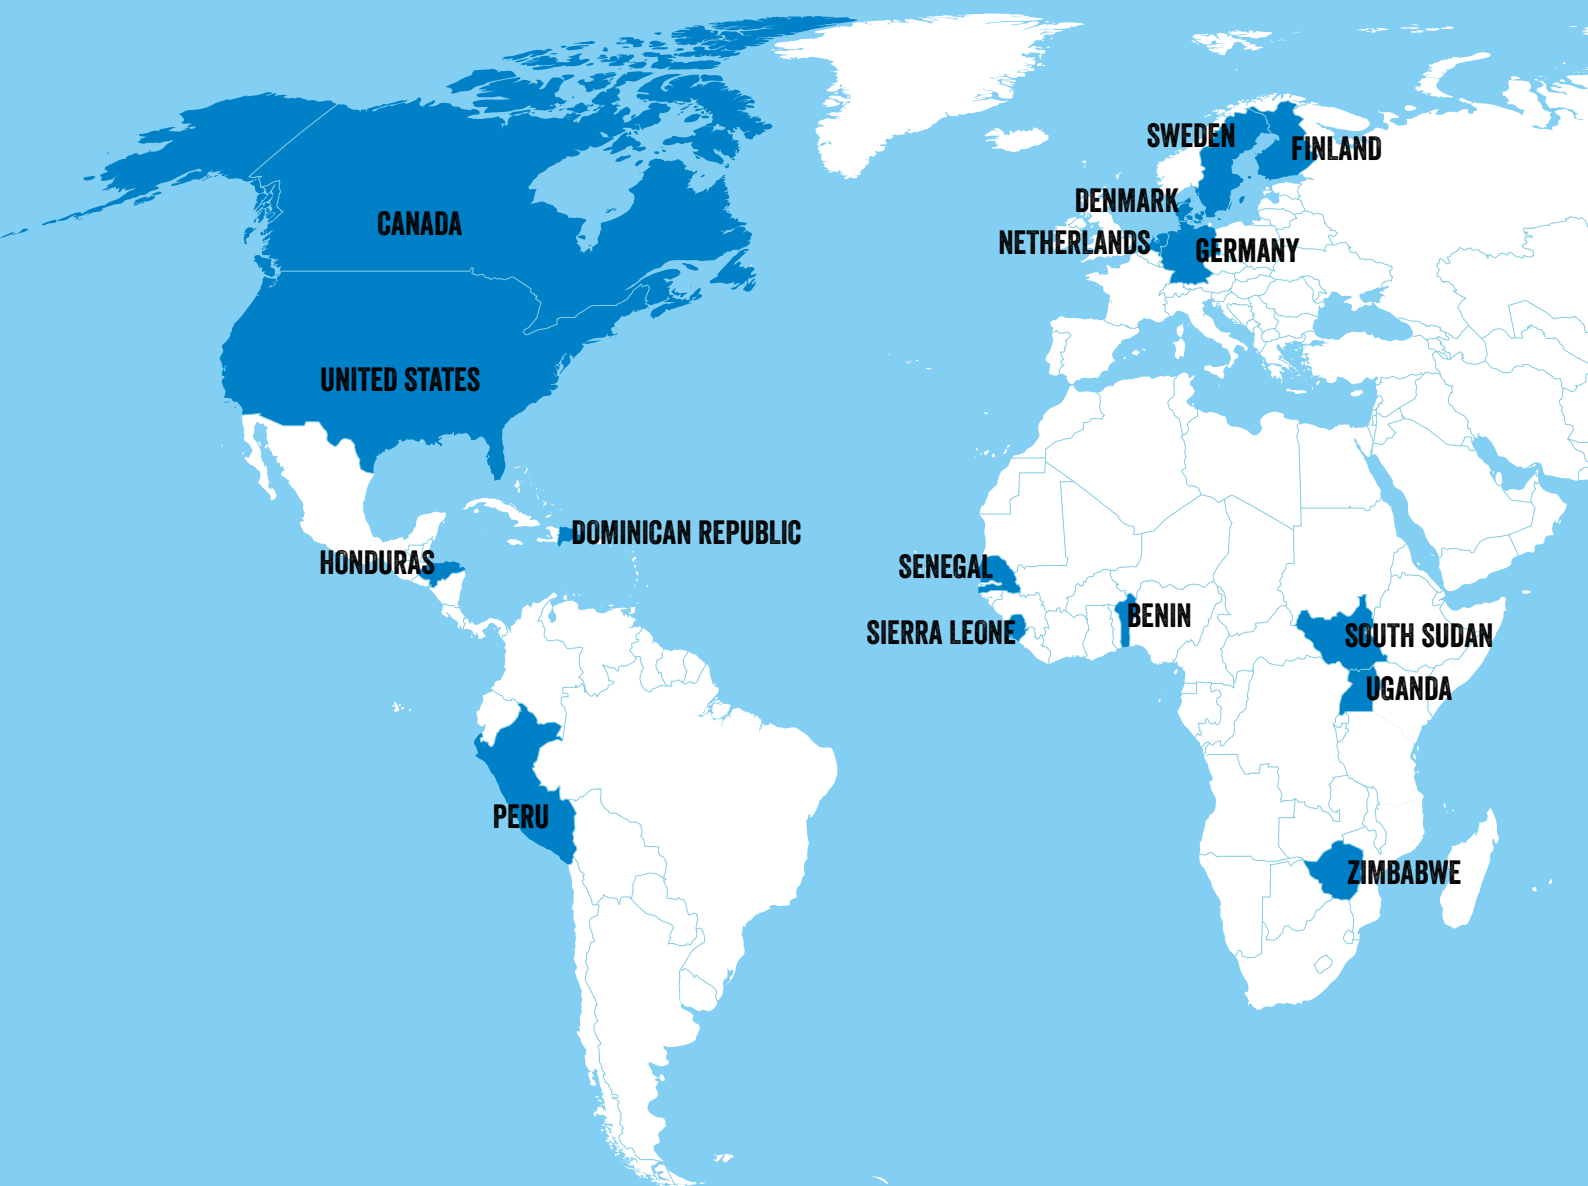 SWEDEN
FINLAND
DENMARK
CANADA
NETHERLANDS
GERMANY
UNITED STATES
DOMINICAN REPUBLIC
HONDURAS
SENEGAL
BENIN
SIERRA LEONE
SOUTH SUDAN
UGANDA
PERU
ZIMBABWE